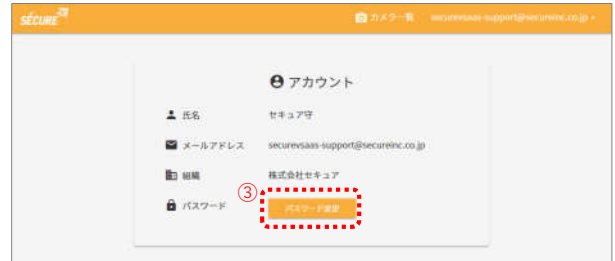 SÉCURE
カメラ一覧 securevsaas-support@secureinc.co.jp
アカウント
氏名 セキュア守
メールアドレス securevsaas-support@secureinc.co.jp
組織 株式会社セキュア
③
パスワード パスワード変更